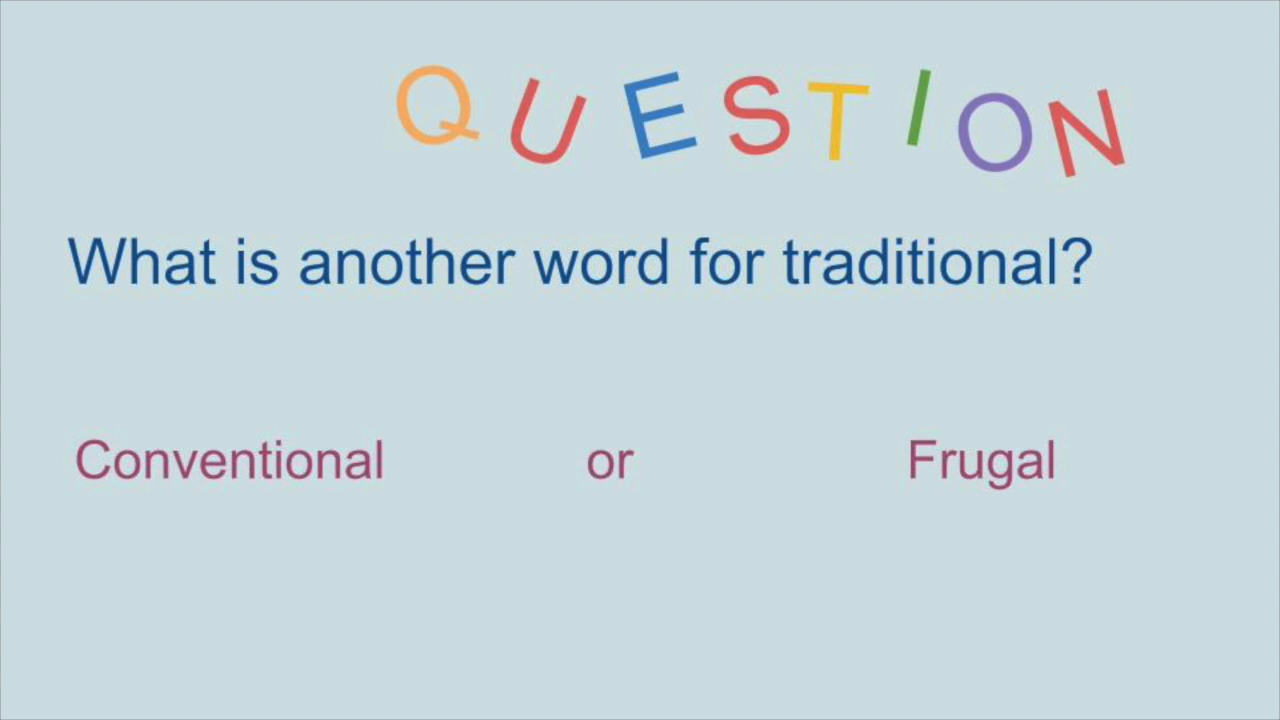 QUESTION
What is another word for traditional?
Conventional or Frugal